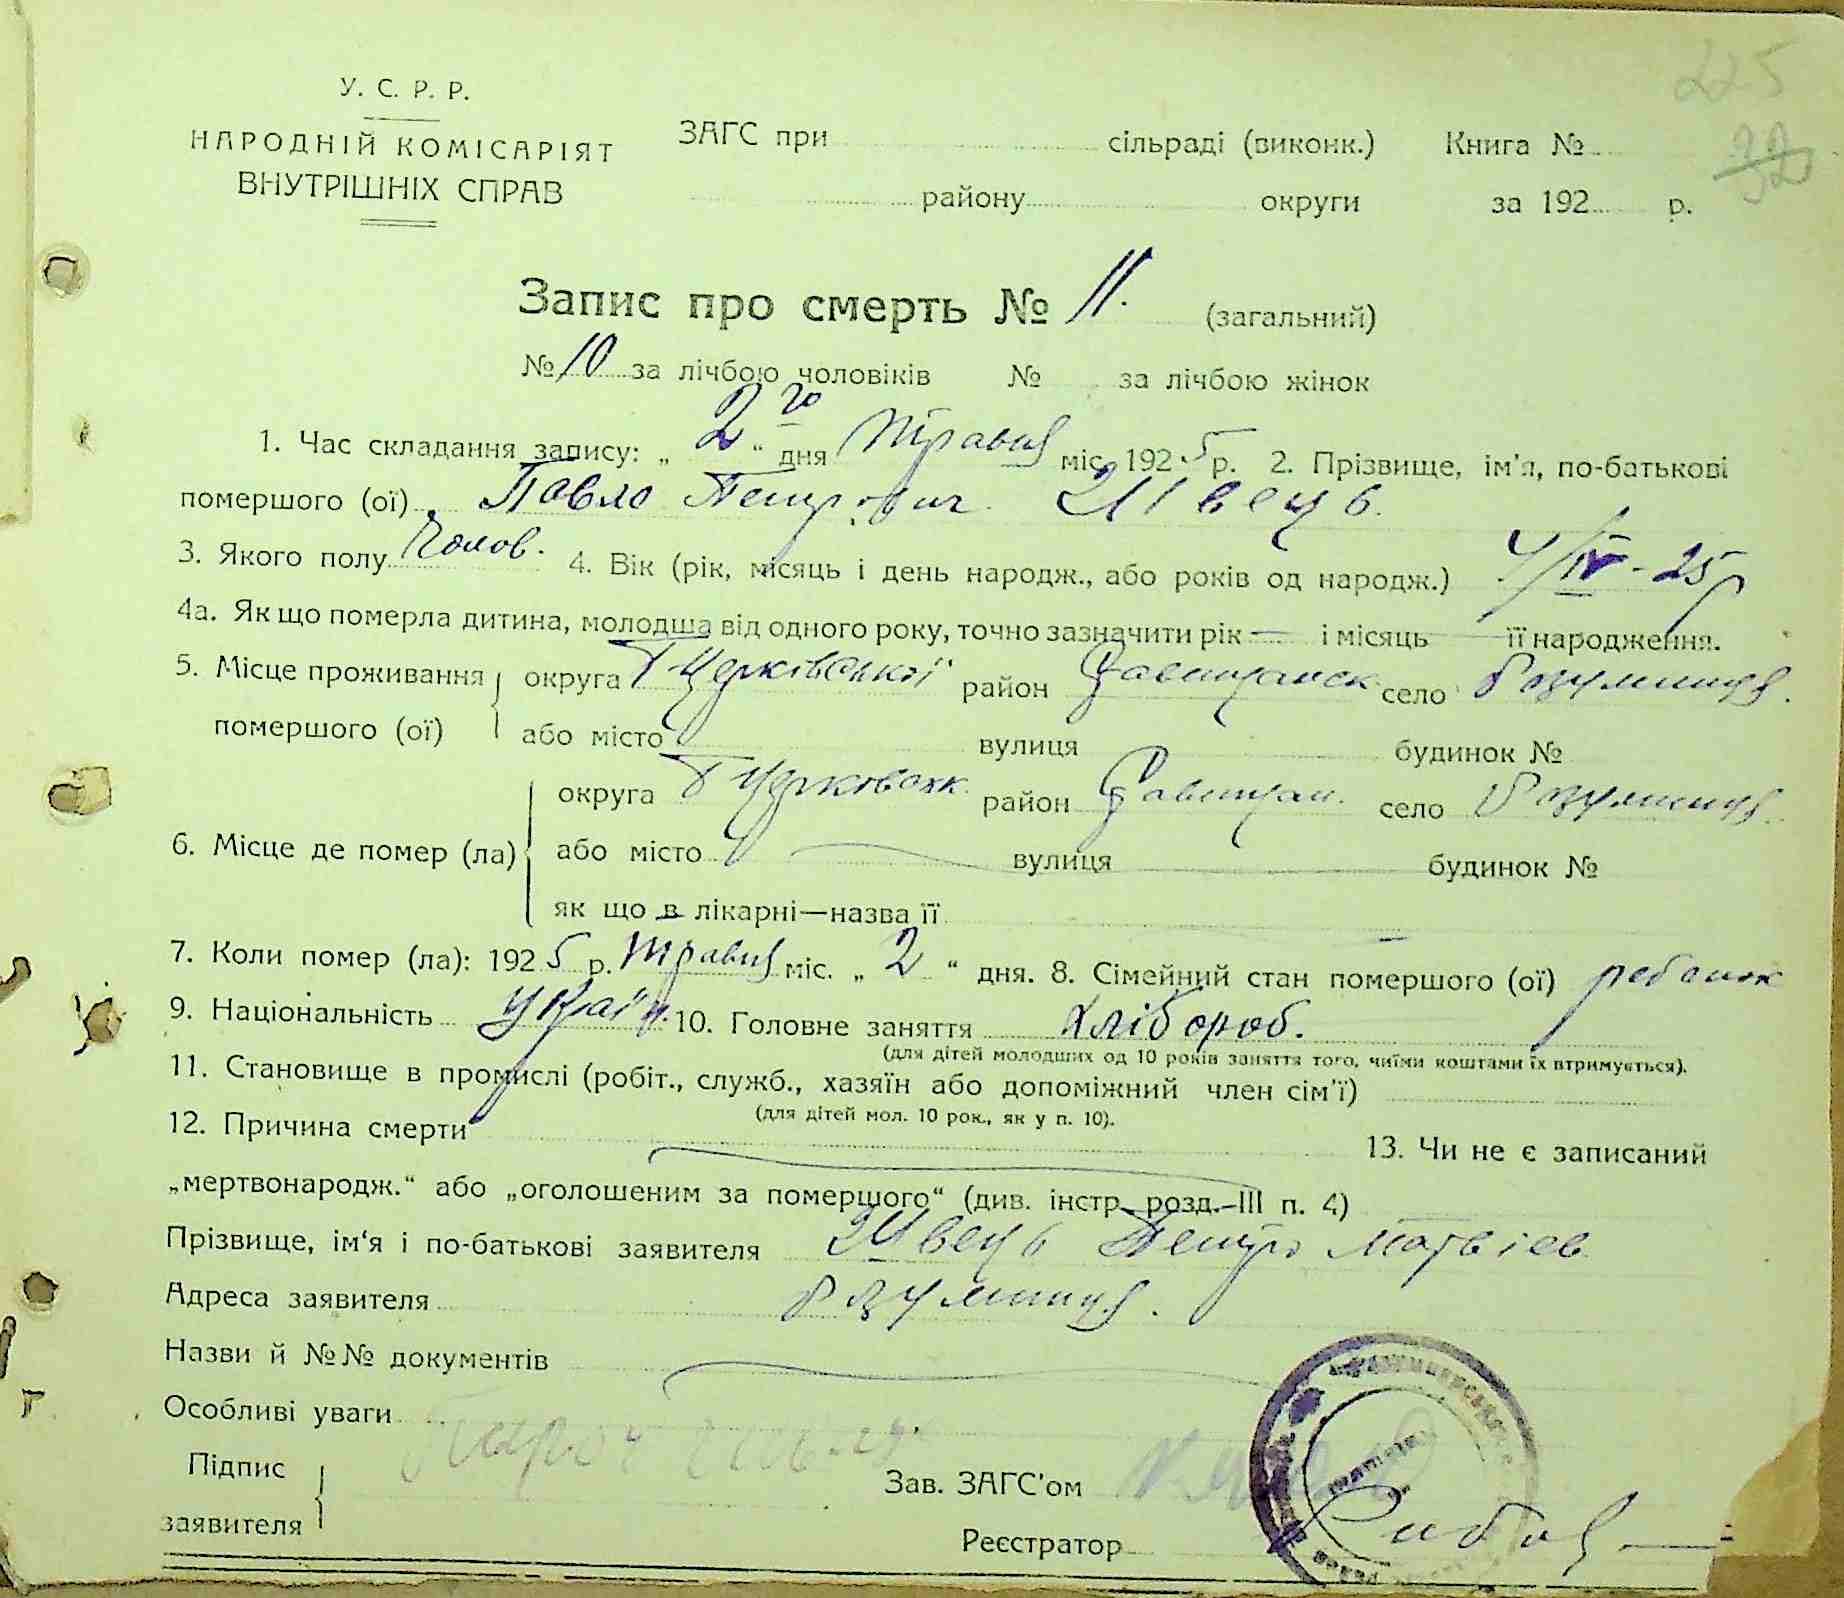 225
У. С. Р. Р.
НАРОДНІЙ КОМІСАРІЯТ
ВНУТРІШНІХ СПРАВ
ЗАГС при сільраді (виконк.) Книга № 32
району округи за 192 р.
Запис про смерть № 11. (загальний)
№ 10 за лічбою чоловіків № за лічбою жінок
1. Час складання запису: „ 2го “ дня травня міс. 1925 р. 2. Прізвище, ім'я, по-батькові
помершого (ої) Павло Петрович Швець.
3. Якого полу Чолов. 4. Вік (рік, місяць і день народж., або років од народж.) 4/IV - 25р
4а. Як що померла дитина, молодша від одного року, точно зазначити рік — і місяць — її народження.
5. Місце проживання округа Б Церківської район село
помершого (ої) або місто вулиця будинок №
округа Б Церковськ. район село
6. Місце де помер (ла) або місто вулиця будинок №
як що в лікарні—назва її —
7. Коли помер (ла): 1925 р. травня міс. „ 2 “ дня. 8. Сімейний стан помершого (ої) ребенок
9. Національність україн. 10. Головне заняття хлібороб.
(для дітей молодших од 10 років заняття того, чиїми коштами їх втримується).
11. Становище в промислі (робіт., служб., хазяїн або допоміжний член сім'ї)
(для дітей мол. 10 рок., як у п. 10).
12. Причина смерти 13. Чи не є записаний
„мертвонародж.“ або „оголошеним за помершого“ (див. інстр. розд.—III п. 4)
Прізвище, ім'я і по-батькові заявителя Швець Петро Матвіев
Адреса заявителя
Назви й №№ документів
Особливі уваги
Підпис
заявителя
Зав. ЗАГС'ом
Реєстратор